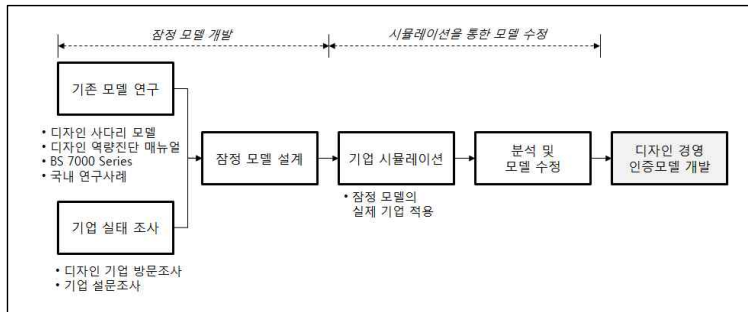 잠정 모델 개발
시뮬레이션을 통한 모델 수정
기존 모델 연구
• 디자인 사다리 모델
• 디자인 역량진단 매뉴얼
• BS 7000 Series
• 국내 연구사례
기업 실태 조사
• 디자인 기업 방문조사
• 기업 설문조사
잠정 모델 설계
기업 시뮬레이션
• 잠정 모델의
실제 기업 적용
분석 및
모델 수정
디자인 경영
인증모델 개발